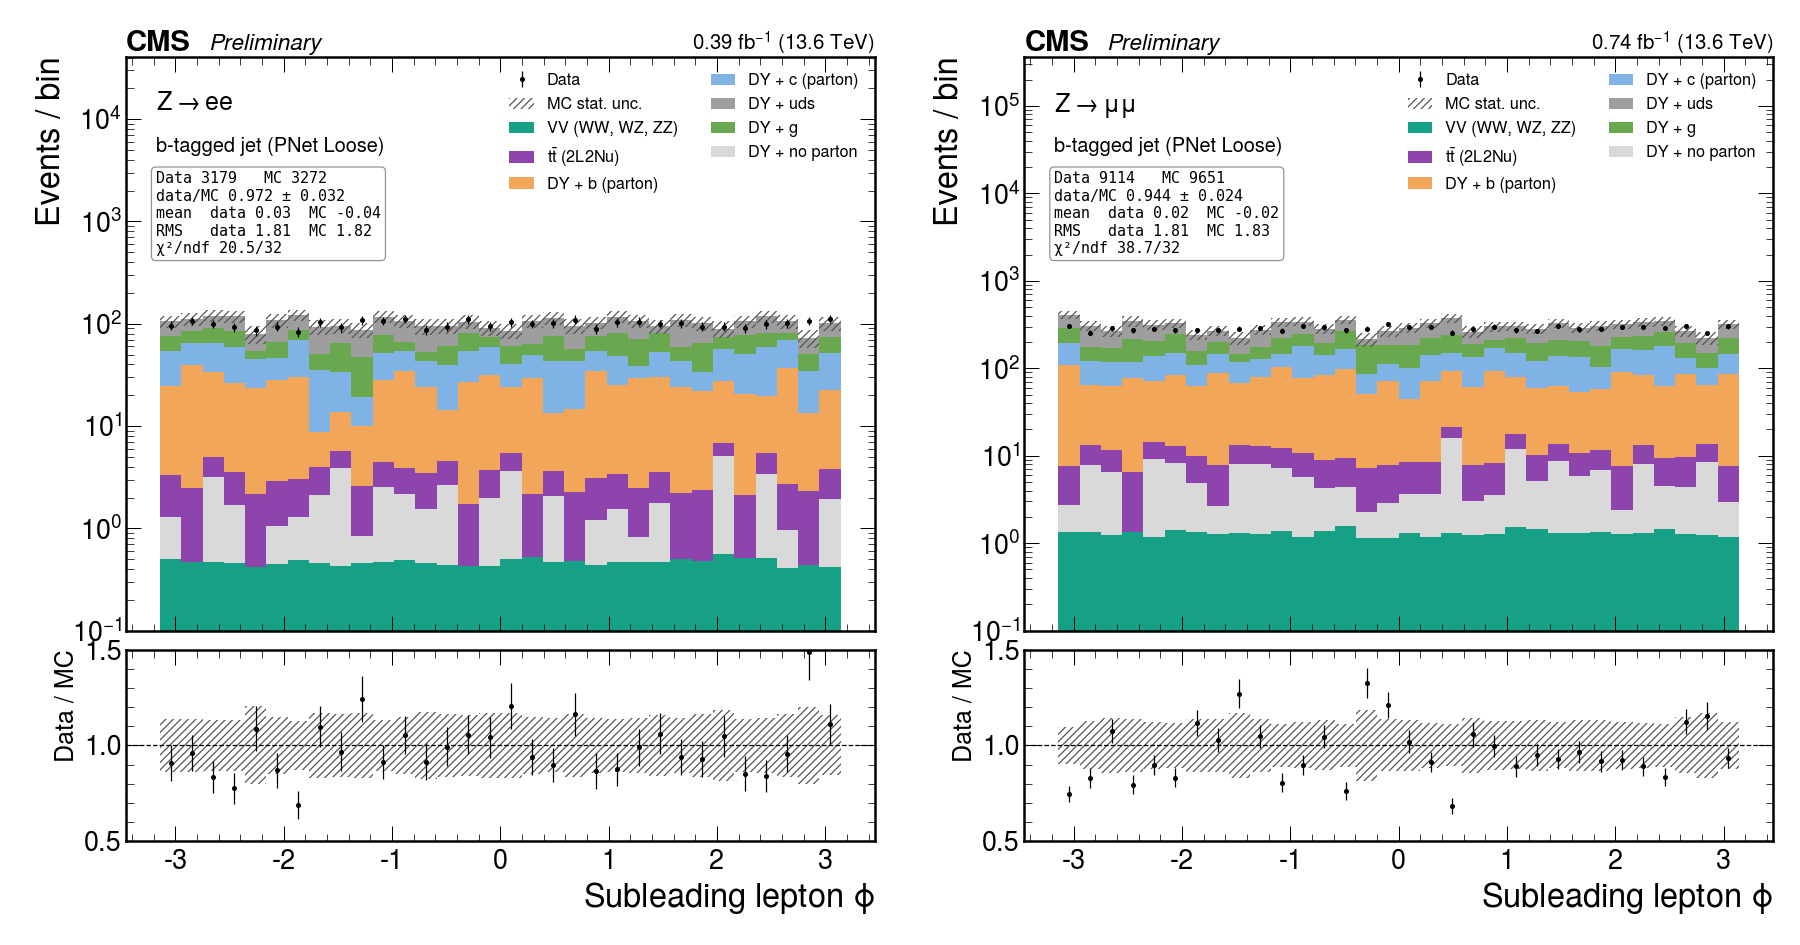 CMS Preliminary 0.39 fb⁻¹ (13.6 TeV)
Events / bin
Z → ee
b-tagged jet (PNet Loose)
Data 3179 MC 3272
data/MC 0.972 ± 0.032
mean data 0.03 MC -0.04
RMS data 1.81 MC 1.82
χ²/ndf 20.5/32
Data
MC stat. unc.
VV (WW, WZ, ZZ)
tt̄ (2L2Nu)
DY + b (parton)
DY + c (parton)
DY + uds
DY + g
DY + no parton
10⁴
10³
10²
10¹
10⁰
10⁻¹
Data / MC
1.5
1.0
0.5
-3 -2 -1 0 1 2 3
Subleading lepton ϕ
CMS Preliminary 0.74 fb⁻¹ (13.6 TeV)
Events / bin
Z → μμ
b-tagged jet (PNet Loose)
Data 9114 MC 9651
data/MC 0.944 ± 0.024
mean data 0.02 MC -0.02
RMS data 1.81 MC 1.83
χ²/ndf 38.7/32
Data
MC stat. unc.
VV (WW, WZ, ZZ)
tt̄ (2L2Nu)
DY + b (parton)
DY + c (parton)
DY + uds
DY + g
DY + no parton
10⁵
10⁴
10³
10²
10¹
10⁰
10⁻¹
Data / MC
1.5
1.0
0.5
-3 -2 -1 0 1 2 3
Subleading lepton ϕ